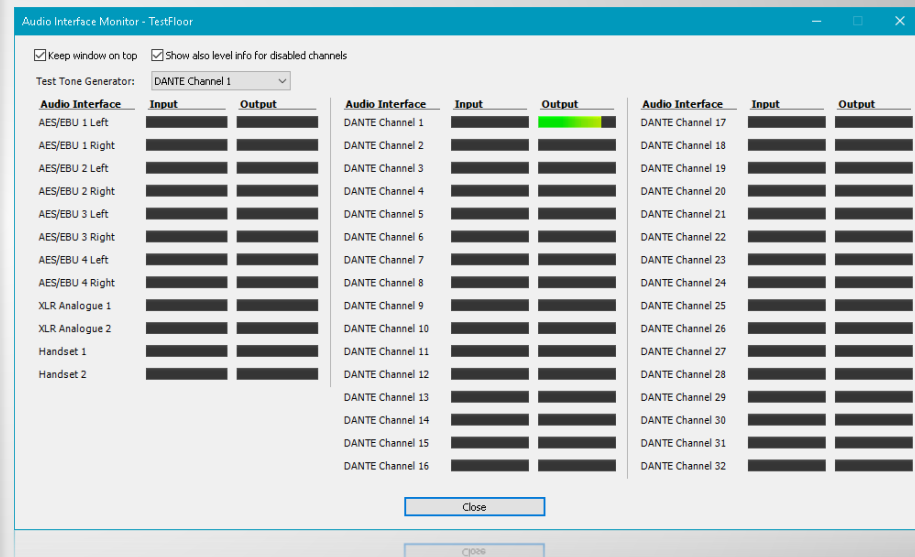 Audio Interface Monitor - TestFloor
Keep window on top Show also level info for disabled channels
Test Tone Generator: DANTE Channel 1
Audio Interface Input Output Audio Interface Input Output Audio Interface Input Output
AES/EBU 1 Left DANTE Channel 1 DANTE Channel 17
AES/EBU 1 Right DANTE Channel 2 DANTE Channel 18
AES/EBU 2 Left DANTE Channel 3 DANTE Channel 19
AES/EBU 2 Right DANTE Channel 4 DANTE Channel 20
AES/EBU 3 Left DANTE Channel 5 DANTE Channel 21
AES/EBU 3 Right DANTE Channel 6 DANTE Channel 22
AES/EBU 4 Left DANTE Channel 7 DANTE Channel 23
AES/EBU 4 Right DANTE Channel 8 DANTE Channel 24
XLR Analogue 1 DANTE Channel 9 DANTE Channel 25
XLR Analogue 2 DANTE Channel 10 DANTE Channel 26
Handset 1 DANTE Channel 11 DANTE Channel 27
Handset 2 DANTE Channel 12 DANTE Channel 28
DANTE Channel 13 DANTE Channel 29
DANTE Channel 14 DANTE Channel 30
DANTE Channel 15 DANTE Channel 31
DANTE Channel 16 DANTE Channel 32
Close